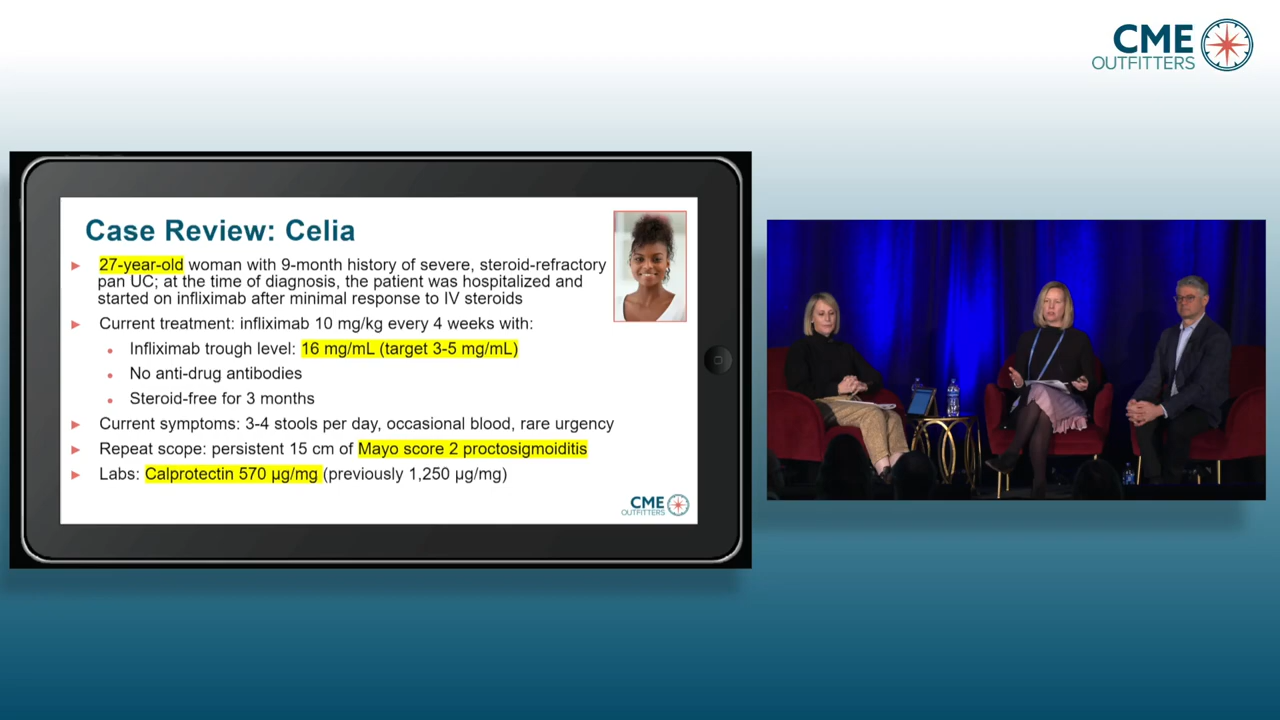 CME
OUTFITTERS
Case Review: Celia
27-year-old woman with 9-month history of severe, steroid-refractory
pan UC; at the time of diagnosis, the patient was hospitalized and
started on infliximab after minimal response to IV steroids
Current treatment: infliximab 10 mg/kg every 4 weeks with:
Infliximab trough level: 16 mg/mL (target 3-5 mg/mL)
No anti-drug antibodies
Steroid-free for 3 months
Current symptoms: 3-4 stools per day, occasional blood, rare urgency
Repeat scope: persistent 15 cm of Mayo score 2 proctosigmoiditis
Labs: Calprotectin 570 µg/mg (previously 1,250 µg/mg)
CME
OUTFITTERS